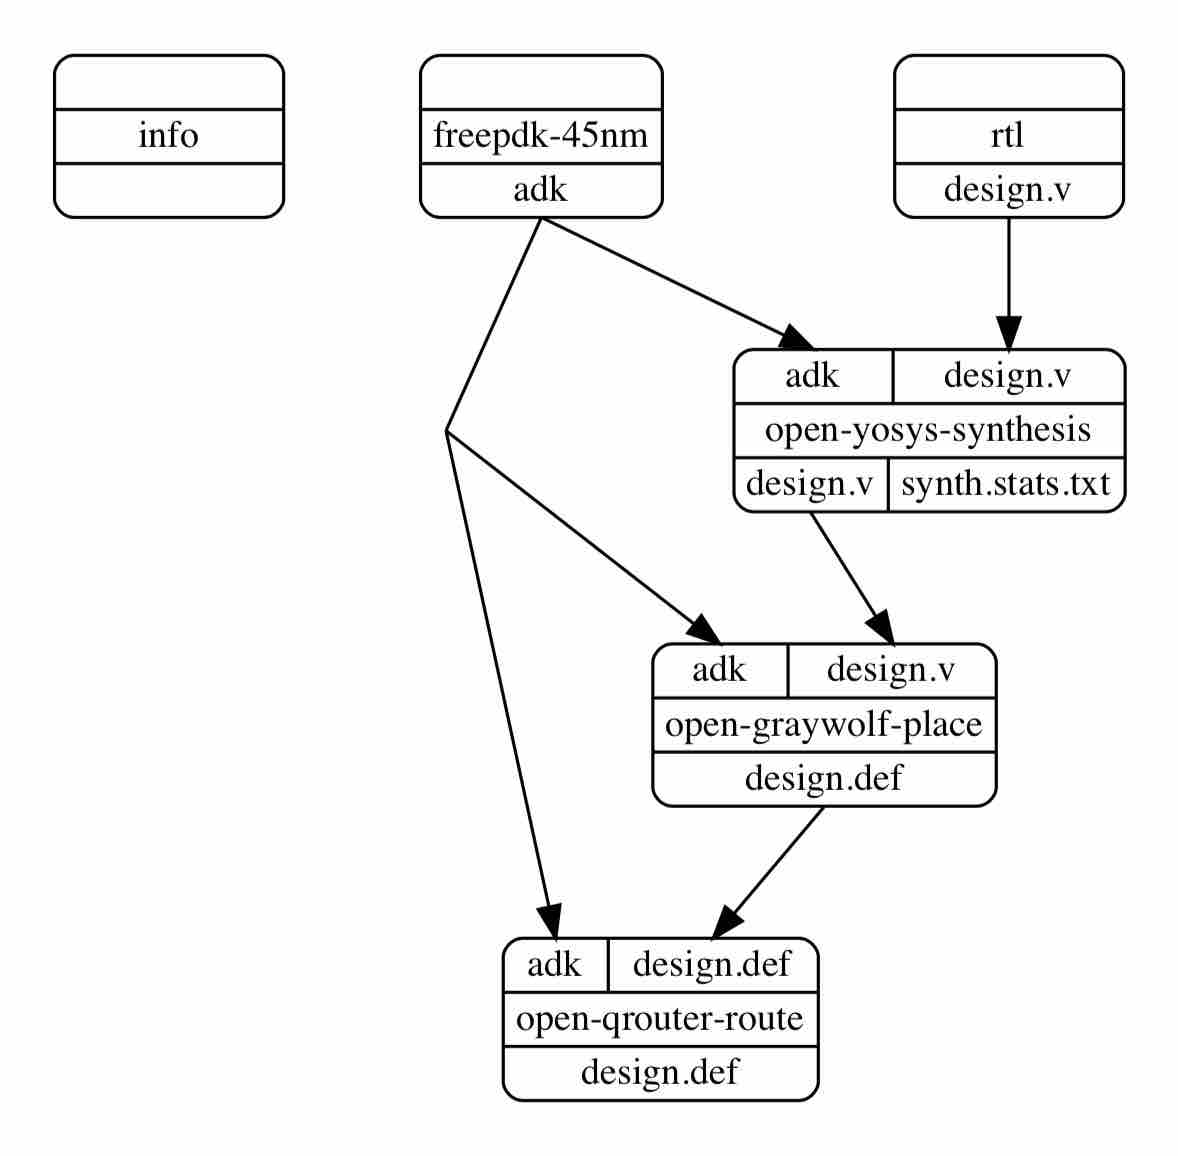 info
freepdk-45nm
adk
rtl
design.v
adk design.v
open-yosys-synthesis
design.v synth.stats.txt
adk design.v
open-graywolf-place
design.def
adk design.def
open-qrouter-route
design.def